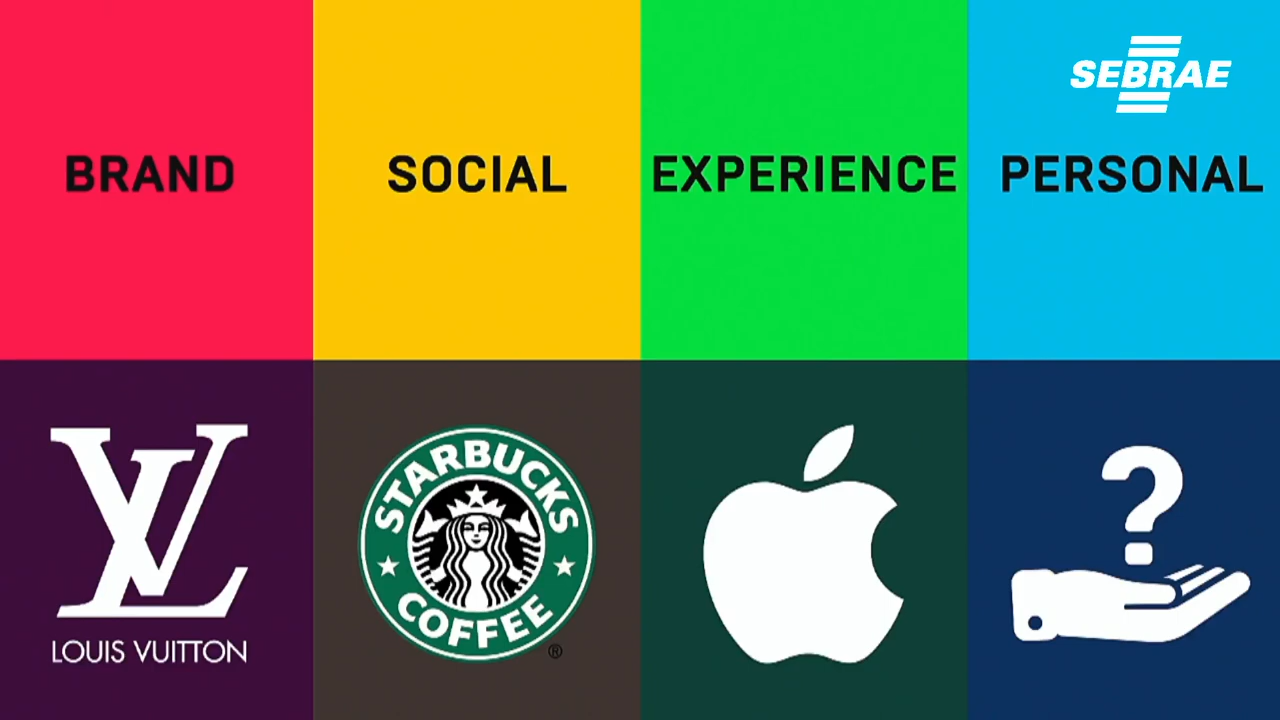 SEBRAE
BRAND
SOCIAL
EXPERIENCE
PERSONAL
LV
LOUIS VUITTON
STARBUCKS
COFFEE
®
?